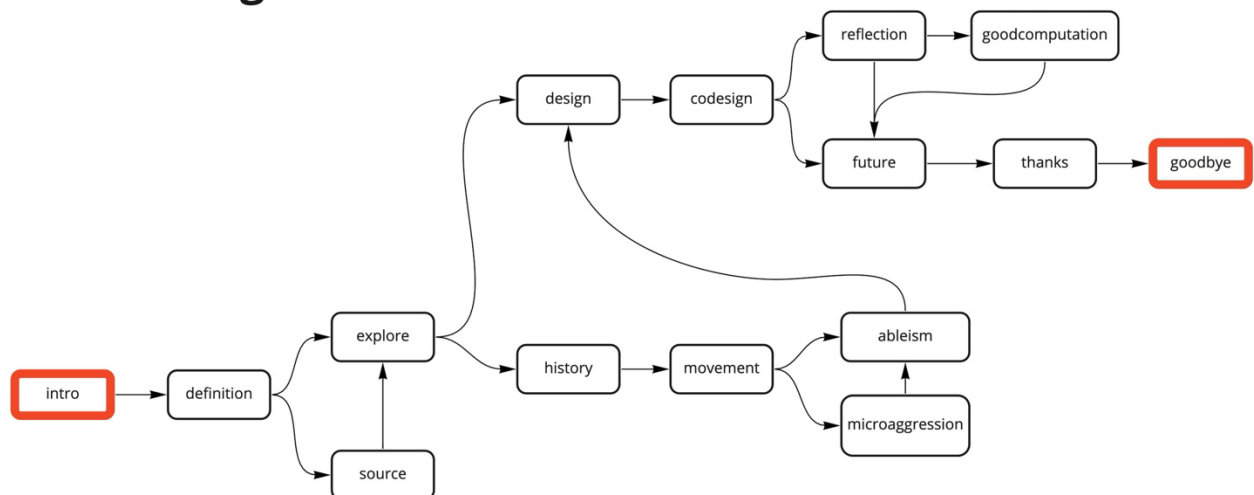 reflection
goodcomputation
design
codesign
future
thanks
goodbye
explore
ableism
history
movement
intro
definition
microaggression
source